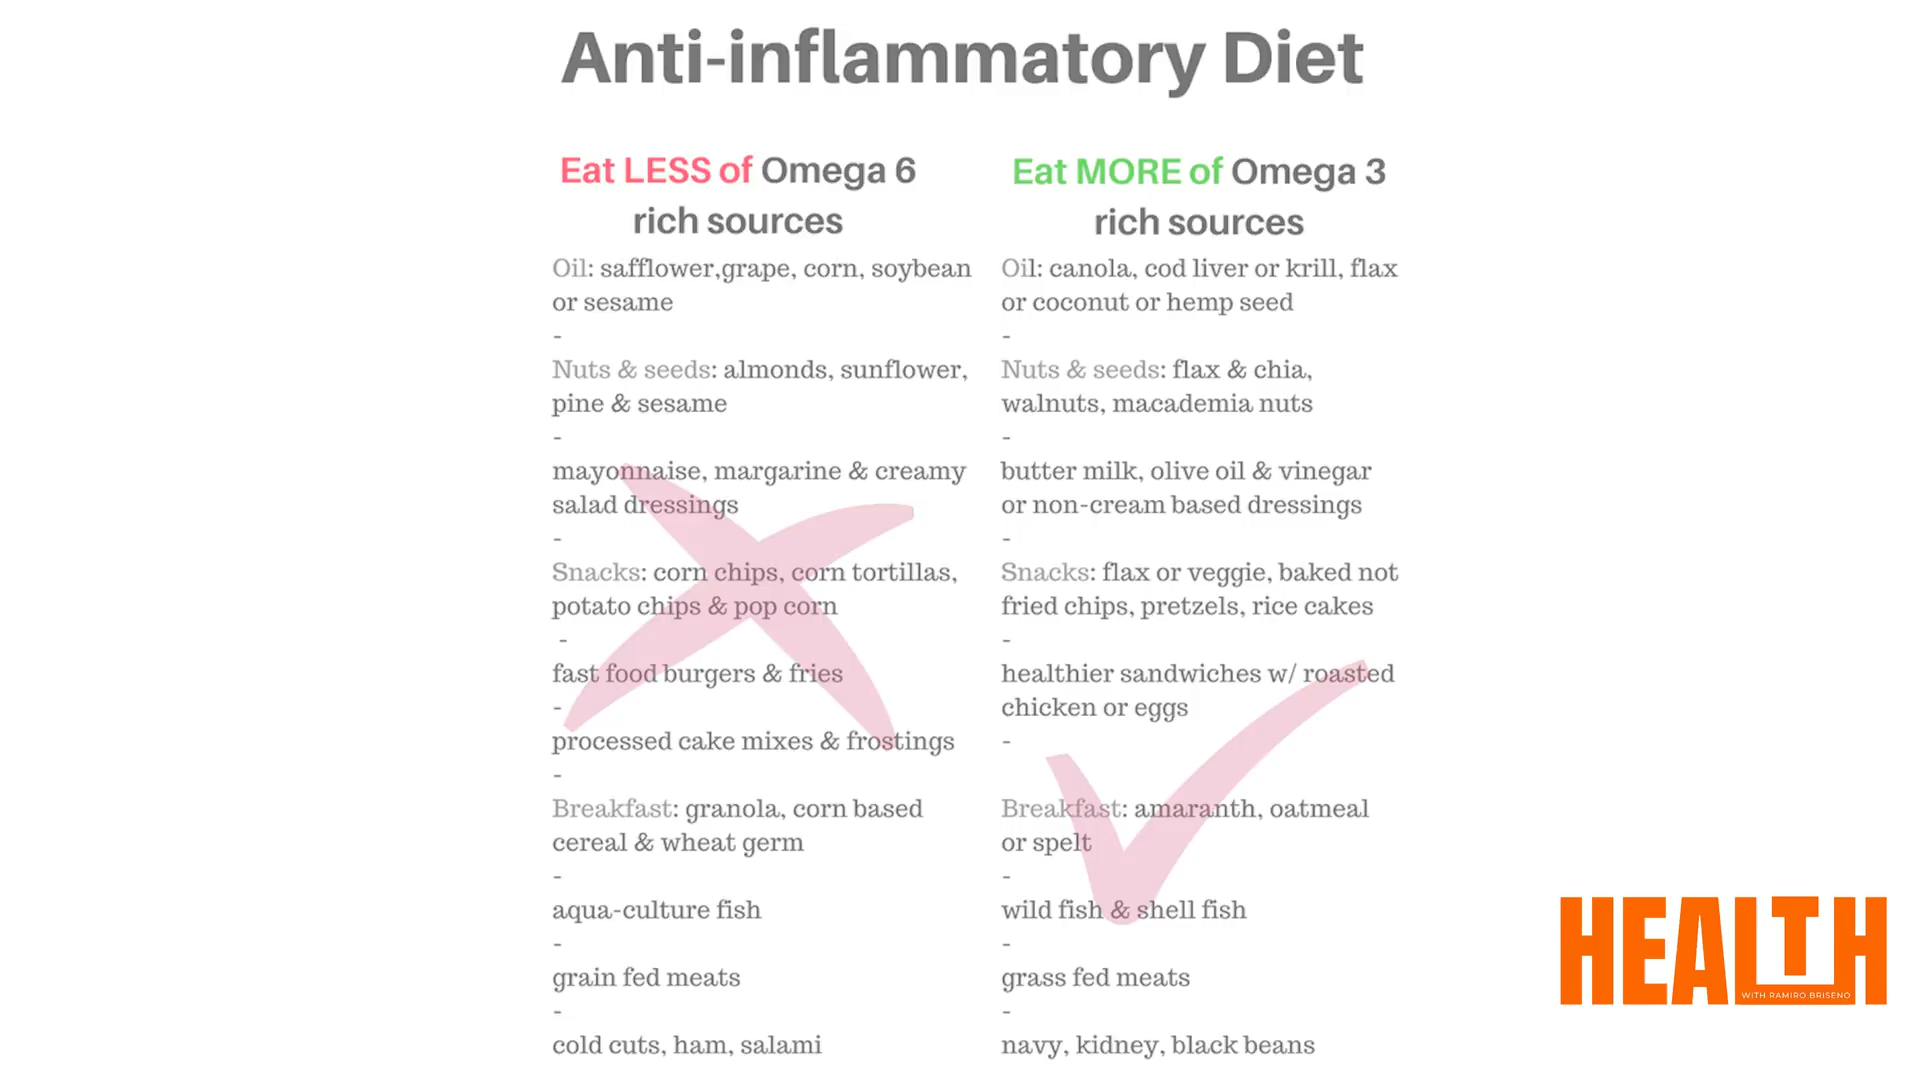 Anti-inflammatory Diet
Eat LESS of Omega 6
rich sources
Oil: safflower,grape, corn, soybean
or sesame
-
Nuts & seeds: almonds, sunflower,
pine & sesame
-
mayonnaise, margarine & creamy
salad dressings
-
Snacks: corn chips, corn tortillas,
potato chips & pop corn
-
fast food burgers & fries
-
processed cake mixes & frostings
-
Breakfast: granola, corn based
cereal & wheat germ
-
aqua-culture fish
-
grain fed meats
-
cold cuts, ham, salami
Eat MORE of Omega 3
rich sources
Oil: canola, cod liver or krill, flax
or coconut or hemp seed
-
Nuts & seeds: flax & chia,
walnuts, macademia nuts
-
butter milk, olive oil & vinegar
or non-cream based dressings
-
Snacks: flax or veggie, baked not
fried chips, pretzels, rice cakes
-
healthier sandwiches w/ roasted
chicken or eggs
-
Breakfast: amaranth, oatmeal
or spelt
-
wild fish & shell fish
-
grass fed meats
-
navy, kidney, black beans
HEALTH
WITH RAMIRO BRISENO